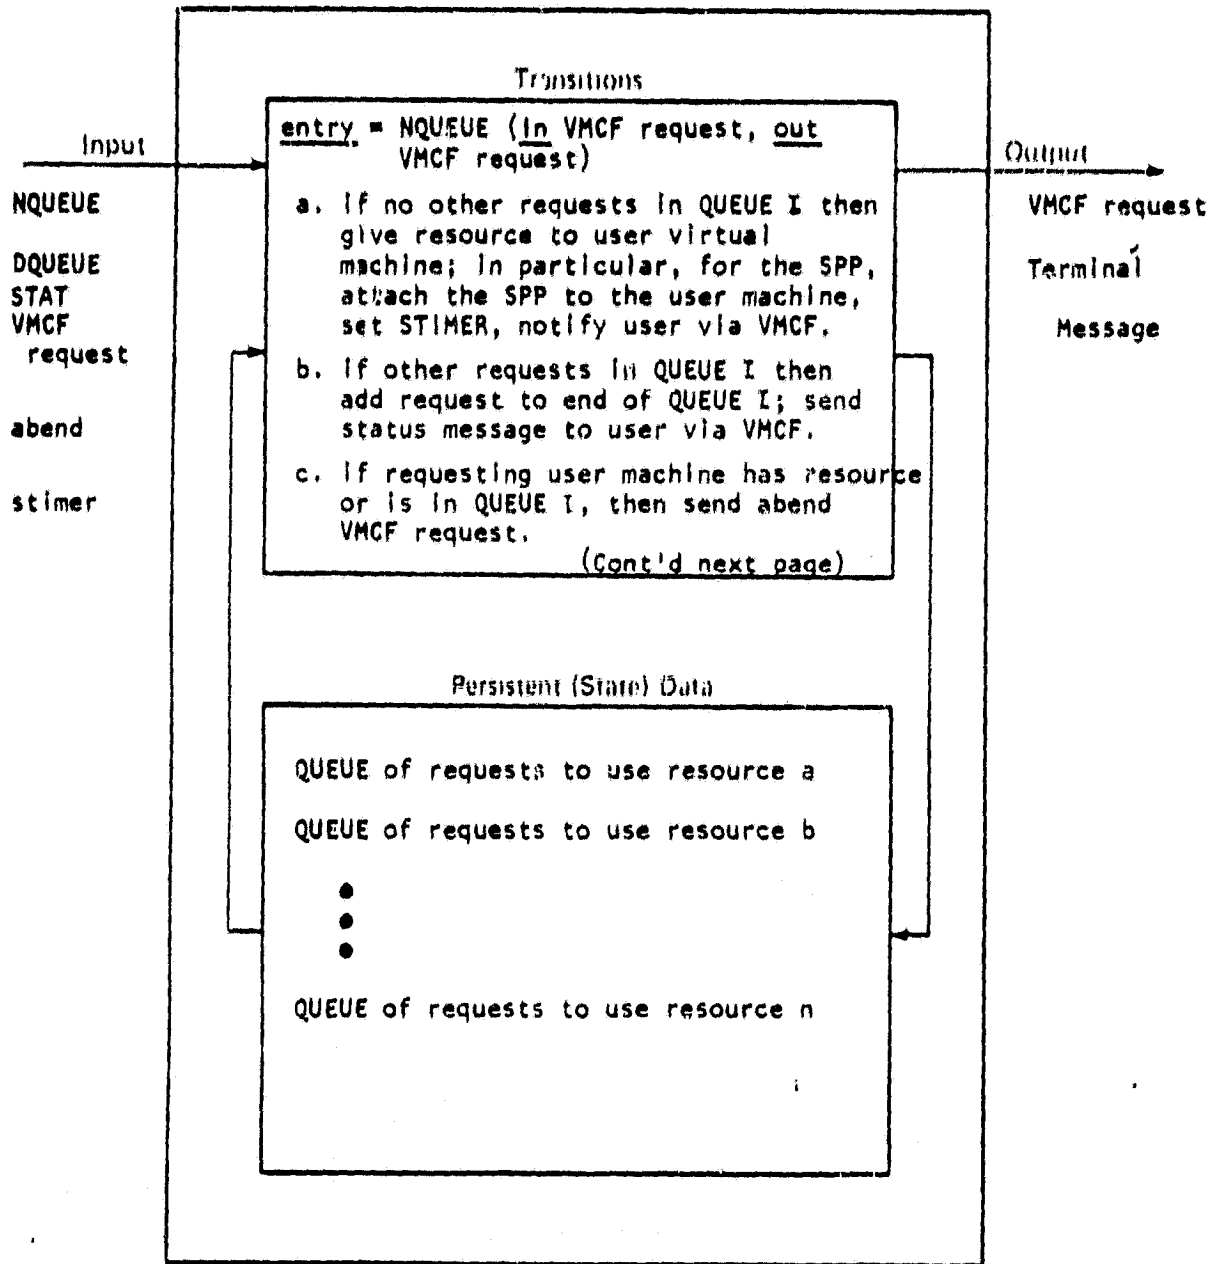 Transitions
entry = NQUEUE (in VMCF request, out
VMCF request)
a. If no other requests in QUEUE I then
give resource to user virtual
machine; in particular, for the SPP,
attach the SPP to the user machine,
set STIMER, notify user via VMCF.
b. If other requests in QUEUE I then
add request to end of QUEUE I; send
status message to user via VMCF.
c. If requesting user machine has resource
or is in QUEUE I, then send abend
VMCF request.
(Cont'd next page)
Input
NQUEUE
DQUEUE
STAT
VMCF
request
abend
stimer
Output
VMCF request
Terminal
Message
Persistent (State) Data
QUEUE of requests to use resource a
QUEUE of requests to use resource b
QUEUE of requests to use resource n